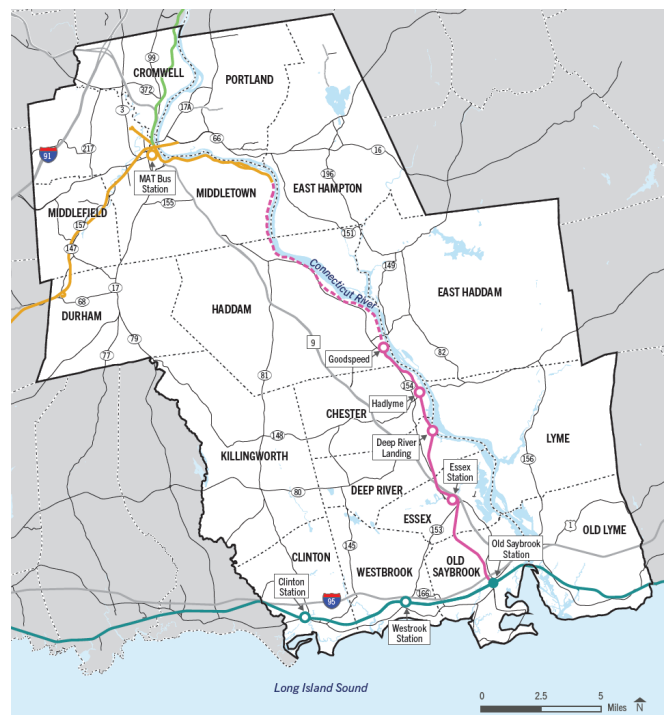 99
CROMWELL
PORTLAND
372
3
17A
66
91
217
16
MAT Bus
Station
196
MIDDLETOWN
EAST HAMPTON
155
MIDDLEFIELD
157
151
147
149
Connecticut River
EAST HADDAM
17
68
HADDAM
DURHAM
9
79
77
Goodspeed
82
81
154
Hadlyme
CHESTER
148
Deep River
Landing
LYME
KILLINGWORTH
156
Essex
Station
80
DEEP RIVER
ESSEX
1
OLD LYME
153
145
Old Saybrook
Station
CLINTON
WESTBROOK
OLD
SAYBROOK
Clinton
Station
95
166
Westrook
Station
Long Island Sound
0
2.5
5
Miles
N